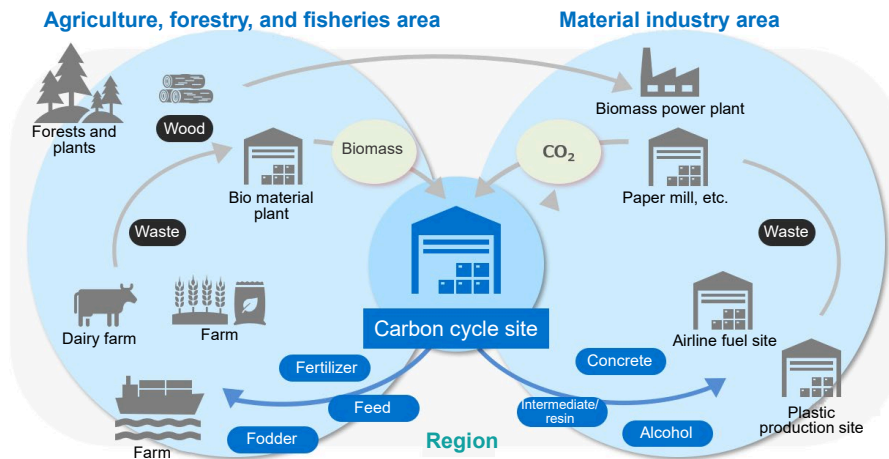 Agriculture, forestry, and fisheries area
Material industry area
Forests and
plants
Wood
Biomass power plant
Biomass
CO₂
Bio material
plant
Paper mill, etc.
Waste
Waste
Dairy farm
Farm
Carbon cycle site
Airline fuel site
Fertilizer
Concrete
Feed
Intermediate/
resin
Plastic
production site
Fodder
Alcohol
Farm
Region